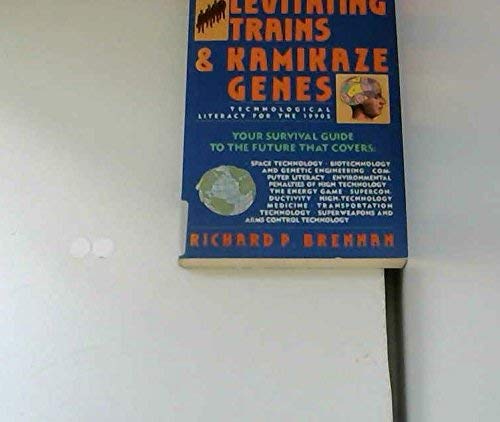 LEVITATING
TRAINS
& KAMIKAZE
GENES
TECHNOLOGICAL
LITERACY FOR THE 1990S
YOUR SURVIVAL GUIDE
TO THE FUTURE THAT COVERS:
SPACE TECHNOLOGY · BIOTECHNOLOGY
AND GENETIC ENGINEERING · COM-
PUTER LITERACY · ENVIRONMENTAL
PENALTIES OF HIGH TECHNOLOGY
THE ENERGY GAME · SUPERCON-
DUCTIVITY · HIGH-TECHNOLOGY
MEDICINE · TRANSPORTATION
TECHNOLOGY · SUPERWEAPONS AND
ARMS CONTROL TECHNOLOGY
RICHARD P. BRENNAN